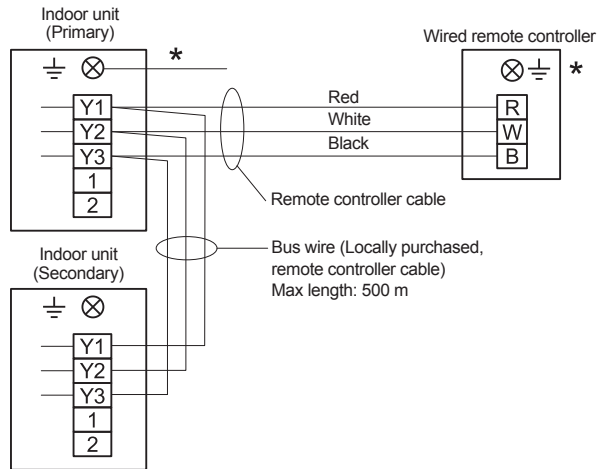 Indoor unit
(Primary)
*
Y1
Y2
Y3
1
2
Wired remote controller
*
R
W
B
Red
White
Black
Remote controller cable
Bus wire (Locally purchased,
remote controller cable)
Max length: 500 m
Indoor unit
(Secondary)
Y1
Y2
Y3
1
2